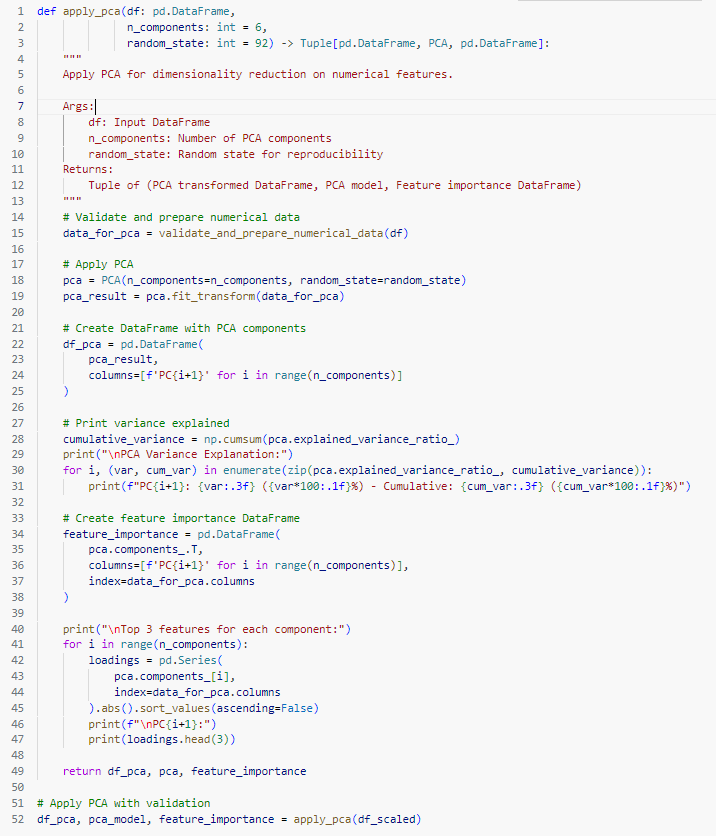 1 def apply_pca(df: pd.DataFrame,
2 n_components: int = 6,
3 random_state: int = 92) -> Tuple[pd.DataFrame, PCA, pd.DataFrame]:
4 """
5 Apply PCA for dimensionality reduction on numerical features.
6
7 Args:
8 df: Input DataFrame
9 n_components: Number of PCA components
10 random_state: Random state for reproducibility
11 Returns:
12 Tuple of (PCA transformed DataFrame, PCA model, Feature importance DataFrame)
13 """
14 # Validate and prepare numerical data
15 data_for_pca = validate_and_prepare_numerical_data(df)
16
17 # Apply PCA
18 pca = PCA(n_components=n_components, random_state=random_state)
19 pca_result = pca.fit_transform(data_for_pca)
20
21 # Create DataFrame with PCA components
22 df_pca = pd.DataFrame(
23 pca_result,
24 columns=[f'PC{i+1}' for i in range(n_components)]
25 )
26
27 # Print variance explained
28 cumulative_variance = np.cumsum(pca.explained_variance_ratio_)
29 print("\nPCA Variance Explanation:")
30 for i, (var, cum_var) in enumerate(zip(pca.explained_variance_ratio_, cumulative_variance)):
31 print(f"PC{i+1}: {var:.3f} ({var*100:.1f}%) - Cumulative: {cum_var:.3f} ({cum_var*100:.1f}%)")
32
33 # Create feature importance DataFrame
34 feature_importance = pd.DataFrame(
35 pca.components_.T,
36 columns=[f'PC{i+1}' for i in range(n_components)],
37 index=data_for_pca.columns
38 )
39
40 print("\nTop 3 features for each component:")
41 for i in range(n_components):
42 loadings = pd.Series(
43 pca.components_[i],
44 index=data_for_pca.columns
45 ).abs().sort_values(ascending=False)
46 print(f"\nPC{i+1}:")
47 print(loadings.head(3))
48
49 return df_pca, pca, feature_importance
50
51 # Apply PCA with validation
52 df_pca, pca_model, feature_importance = apply_pca(df_scaled)